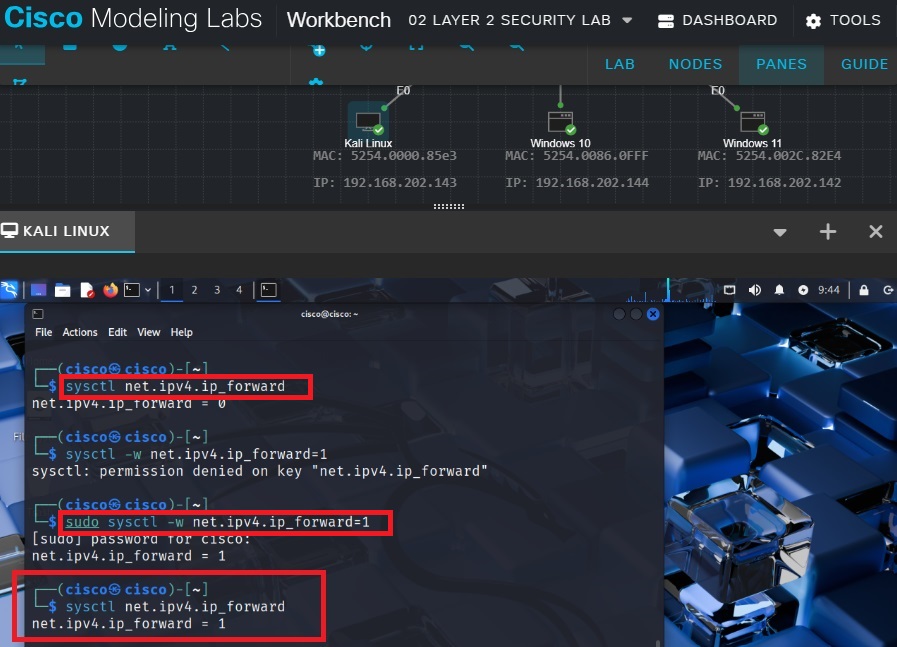 Cisco Modeling Labs Workbench 02 LAYER 2 SECURITY LAB DASHBOARD TOOLS
LAB NODES PANES GUIDE
E0 E0
Kali Linux Windows 10 Windows 11
MAC: 5254.0000.85e3 MAC: 5254.0086.0FFF MAC: 5254.002C.82E4
IP: 192.168.202.143 IP: 192.168.202.144 IP: 192.168.202.142
KALI LINUX
1 2 3 4 9:44
cisco@cisco: ~
File Actions Edit View Help
┌──(cisco㉿cisco)-[~]
└─$ sysctl net.ipv4.ip_forward
net.ipv4.ip_forward = 0
┌──(cisco㉿cisco)-[~]
└─$ sysctl -w net.ipv4.ip_forward=1
sysctl: permission denied on key "net.ipv4.ip_forward"
┌──(cisco㉿cisco)-[~]
└─$ sudo sysctl -w net.ipv4.ip_forward=1
[sudo] password for cisco:
net.ipv4.ip_forward = 1
┌──(cisco㉿cisco)-[~]
└─$ sysctl net.ipv4.ip_forward
net.ipv4.ip_forward = 1